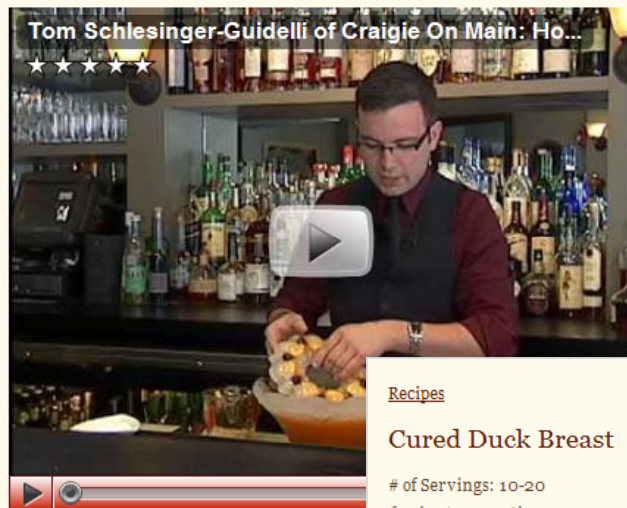 Tom Schlesinger-Guidelli of Craigie On Main: Ho...
Recipes
Cured Duck Breast
# of Servings: 10-20